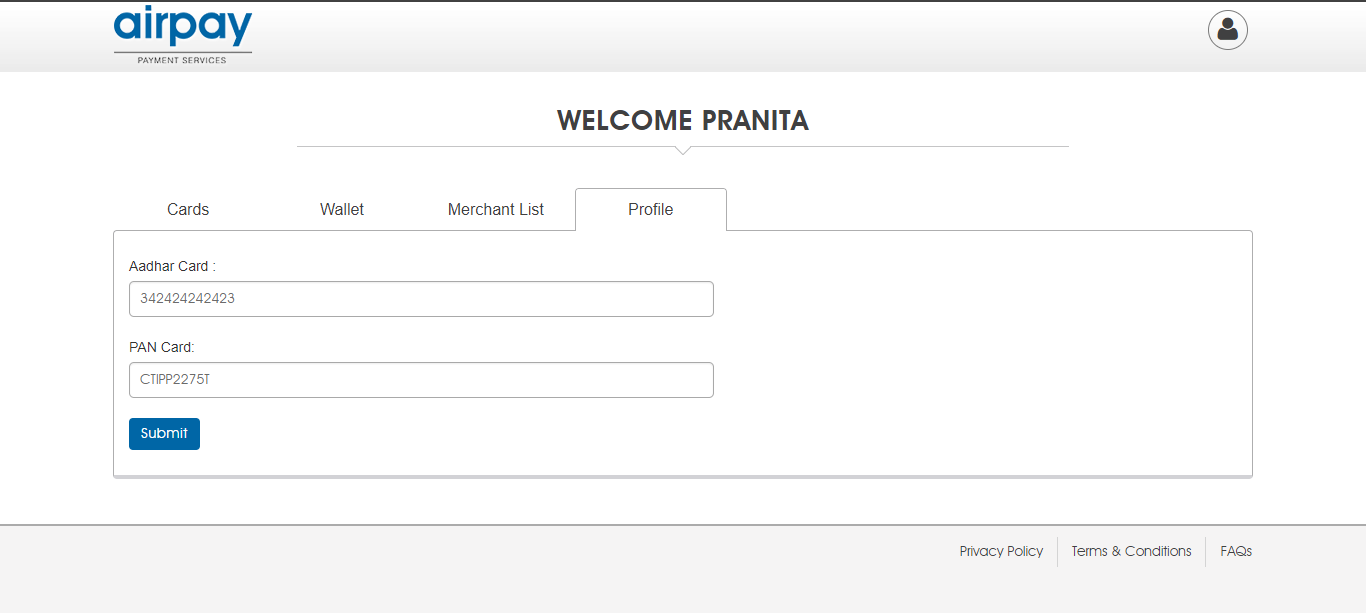 airpay
PAYMENT SERVICES
WELCOME PRANITA
Cards Wallet Merchant List Profile
Aadhar Card :
342424242423
PAN Card:
CTIPP2275T
Submit
Privacy Policy Terms & Conditions FAQs